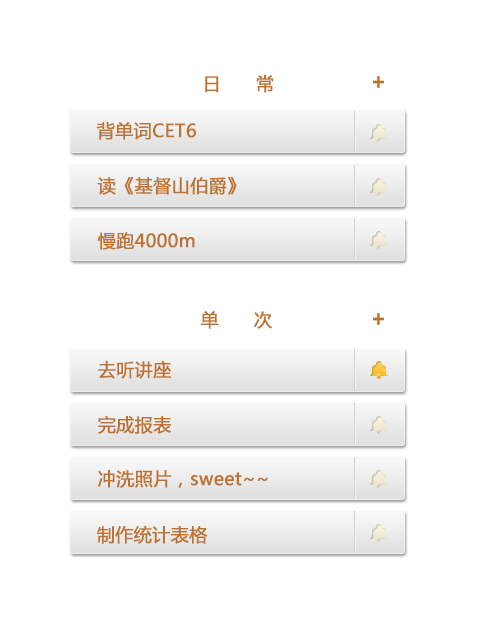 日 常 +
背单词CET6
读《基督山伯爵》
慢跑4000m
单 次 +
去听讲座
完成报表
冲洗照片，sweet~~
制作统计表格